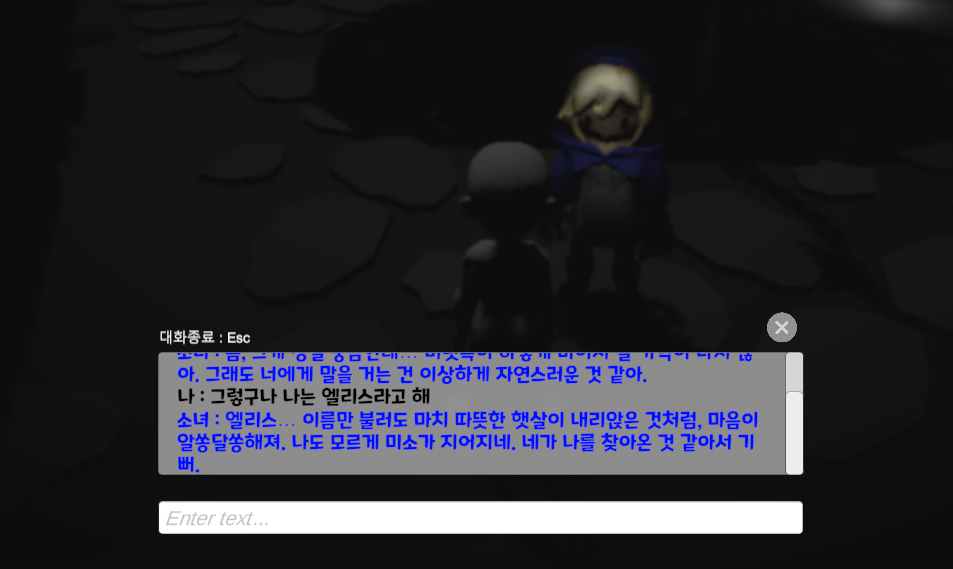 대화종료 : Esc
아. 그래도 너에게 말을 거는 건 이상하게 자연스러운 것 같아.
나 : 그렇구나 나는 엘리스라고 해
소녀 : 엘리스... 이름만 불러도 마치 따뜻한 햇살이 내리앉은 것처럼, 마음이
알쏭달쏭해져. 나도 모르게 미소가 지어지네. 네가 나를 찾아온 것 같아서 기
뻐.
Enter text...